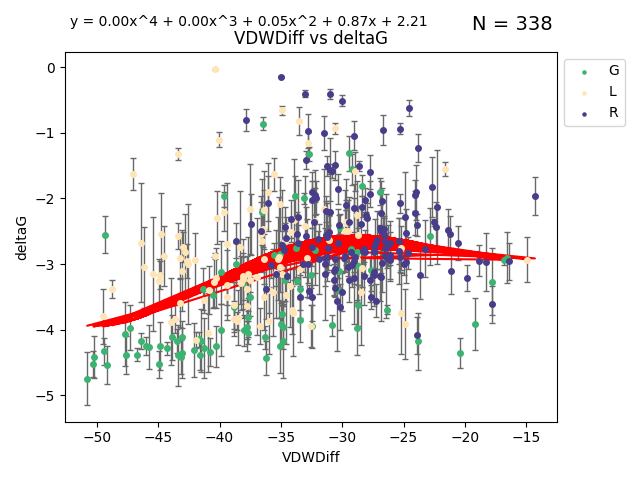 y = 0.00x^4 + 0.00x^3 + 0.05x^2 + 0.87x + 2.21
N = 338
VDWDiff vs deltaG
G
L
R
deltaG
0
−1
−2
−3
−4
−5
−50
−45
−40
−35
−30
−25
−20
−15
VDWDiff